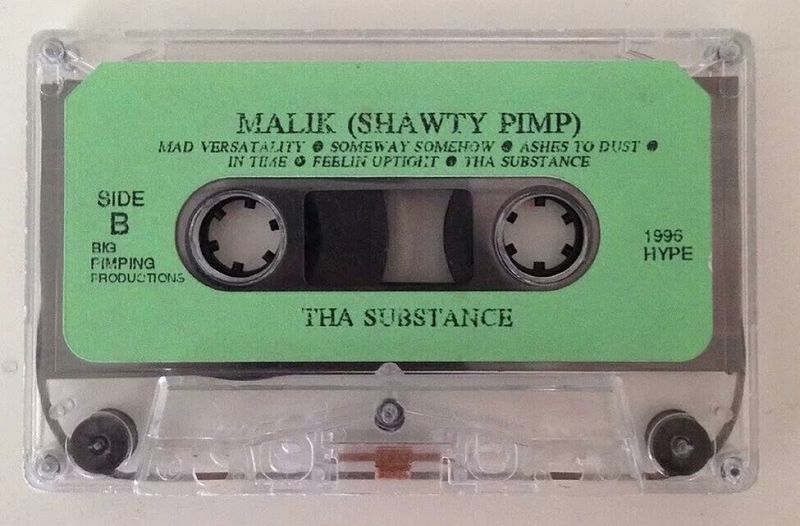 MALIK (SHAWTY PIMP)
MAD VERSATALITY ● SOMEWAY SOMEHOW ● ASHES TO DUST ●
IN TIME ● FEELIN UPTIGHT ● THA SUBSTANCE
SIDE
B
BIG
PIMPING
PRODUCTIONS
1996
HYPE
THA SUBSTANCE